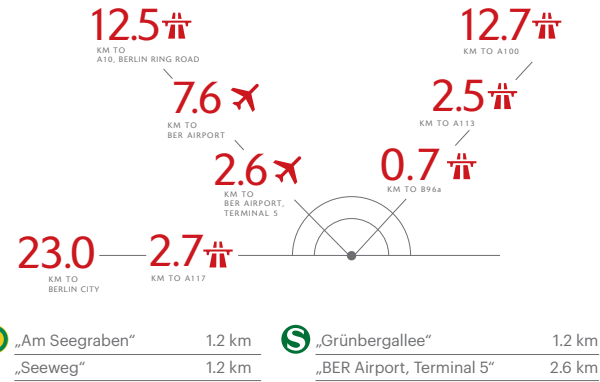 12.5
KM TO
A10, BERLIN RING ROAD
12.7
KM TO A100
7.6
KM TO
BER AIRPORT
2.5
KM TO A113
2.6
KM TO
BER AIRPORT,
TERMINAL 5
0.7
KM TO B96a
23.0
KM TO
BERLIN CITY
2.7
KM TO A117
„Am Seegraben“ 1.2 km
„Seeweg“ 1.2 km
S
„Grünbergallee“ 1.2 km
„BER Airport, Terminal 5“ 2.6 km